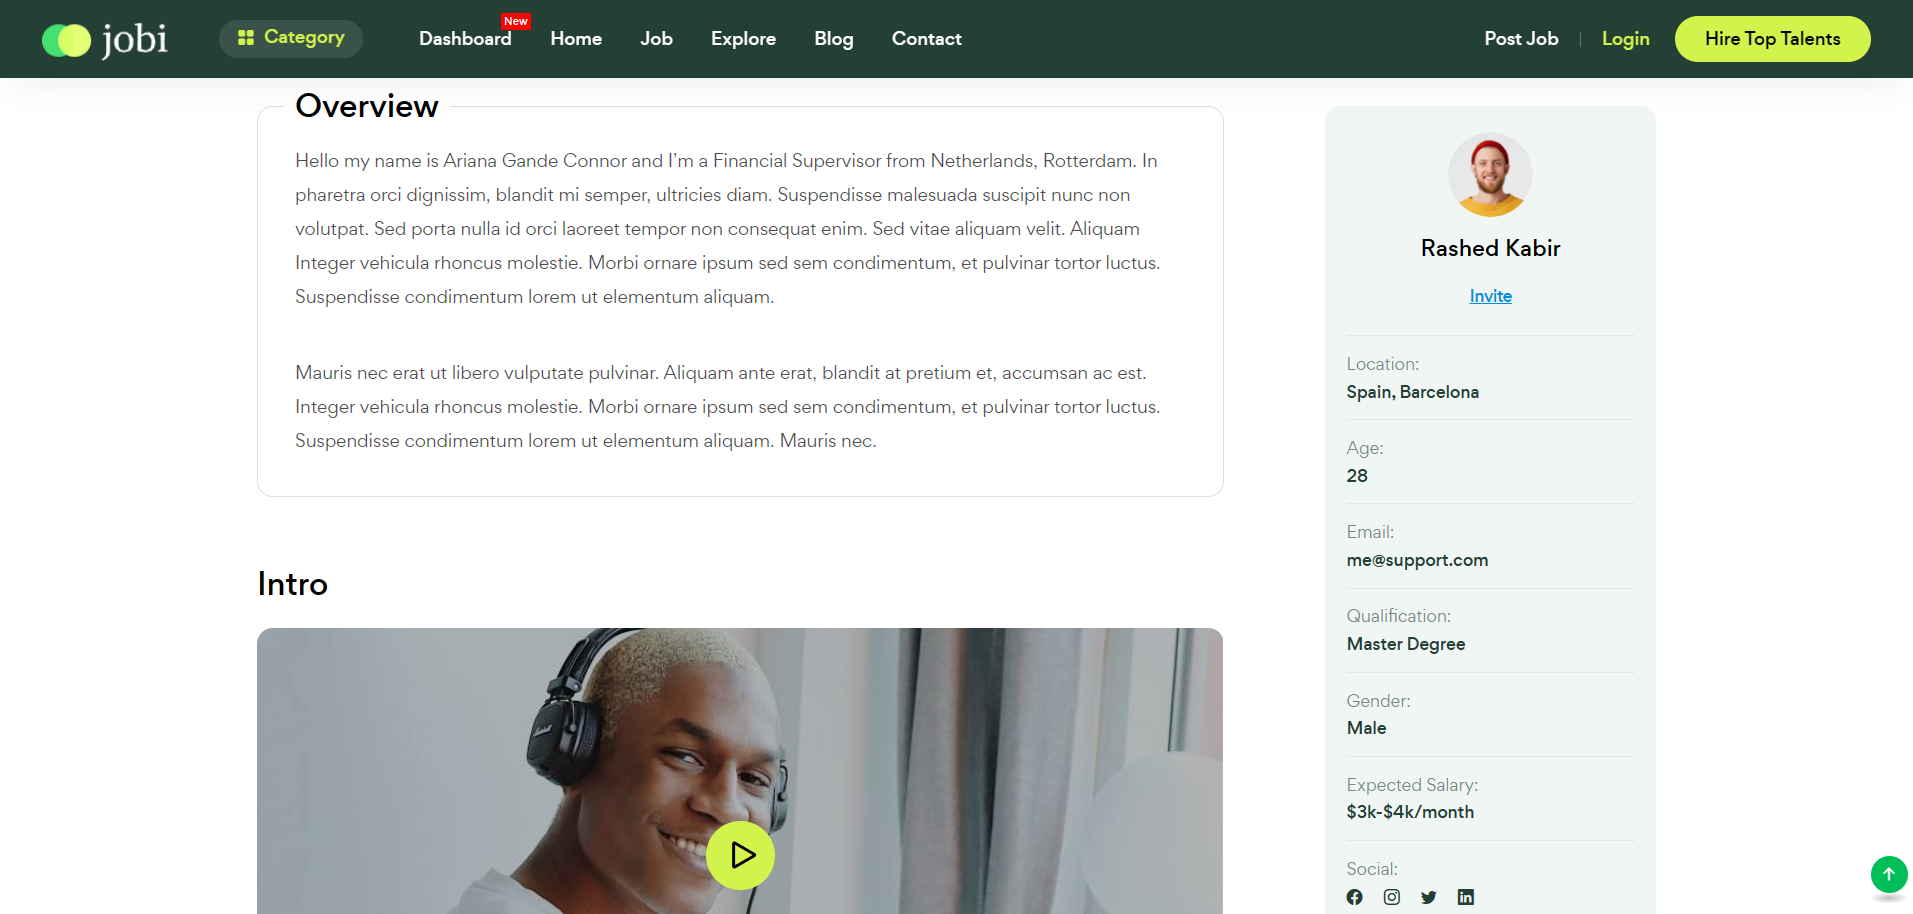 jobi
Category
Dashboard
New
Home
Job
Explore
Blog
Contact
Post Job
Login
Hire Top Talents
Overview
Hello my name is Ariana Gande Connor and I'm a Financial Supervisor from Netherlands, Rotterdam. In
pharetra orci dignissim, blandit mi semper, ultricies diam. Suspendisse malesuada suscipit nunc non
volutpat. Sed porta nulla id orci laoreet tempor non consequat enim. Sed vitae aliquam velit. Aliquam
Integer vehicula rhoncus molestie. Morbi ornare ipsum sed sem condimentum, et pulvinar tortor luctus.
Suspendisse condimentum lorem ut elementum aliquam.
Mauris nec erat ut libero vulputate pulvinar. Aliquam ante erat, blandit at pretium et, accumsan ac est.
Integer vehicula rhoncus molestie. Morbi ornare ipsum sed sem condimentum, et pulvinar tortor luctus.
Suspendisse condimentum lorem ut elementum aliquam. Mauris nec.
Intro
Marshall
Rashed Kabir
Invite
Location:
Spain, Barcelona
Age:
28
Email:
me@support.com
Qualification:
Master Degree
Gender:
Male
Expected Salary:
$3k-$4k/month
Social: